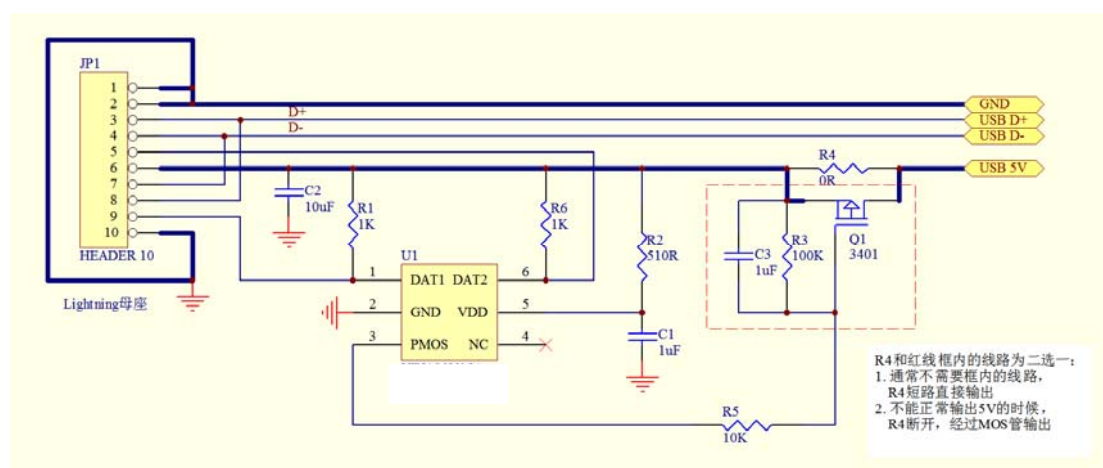 JP1
1
2
3
4
5
6
7
8
9
10
HEADER 10
Lightning母座
D+
D-
GND
USB D+
USB D-
USB 5V
C2
10uF
R1
1K
R6
1K
R2
510R
R4
0R
C3
1uF
R3
100K
Q1
3401
U1
1 DAT1 DAT2 6
2 GND VDD 5
3 PMOS NC 4
C1
1uF
R5
10K
R4和红线框内的线路为二选一:
1. 通常不需要框内的线路,
R4短路直接输出
2. 不能正常输出5V的时候,
R4断开, 经过MOS管输出